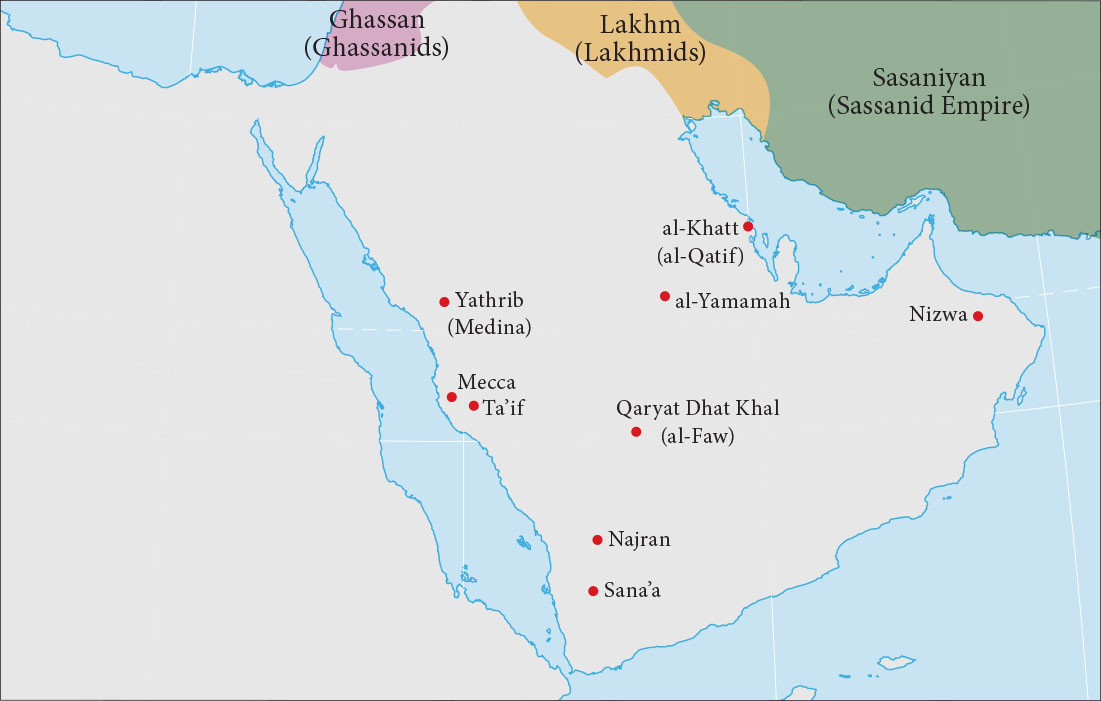 Ghassan
(Ghassanids)
Lakhm
(Lakhmids)
Sasaniyan
(Sassanid Empire)
al-Khatt
(al-Qatif)
al-Yamamah
Nizwa
Yathrib
(Medina)
Mecca
Ta’if
Qaryat Dhat Khal
(al-Faw)
Najran
Sana’a